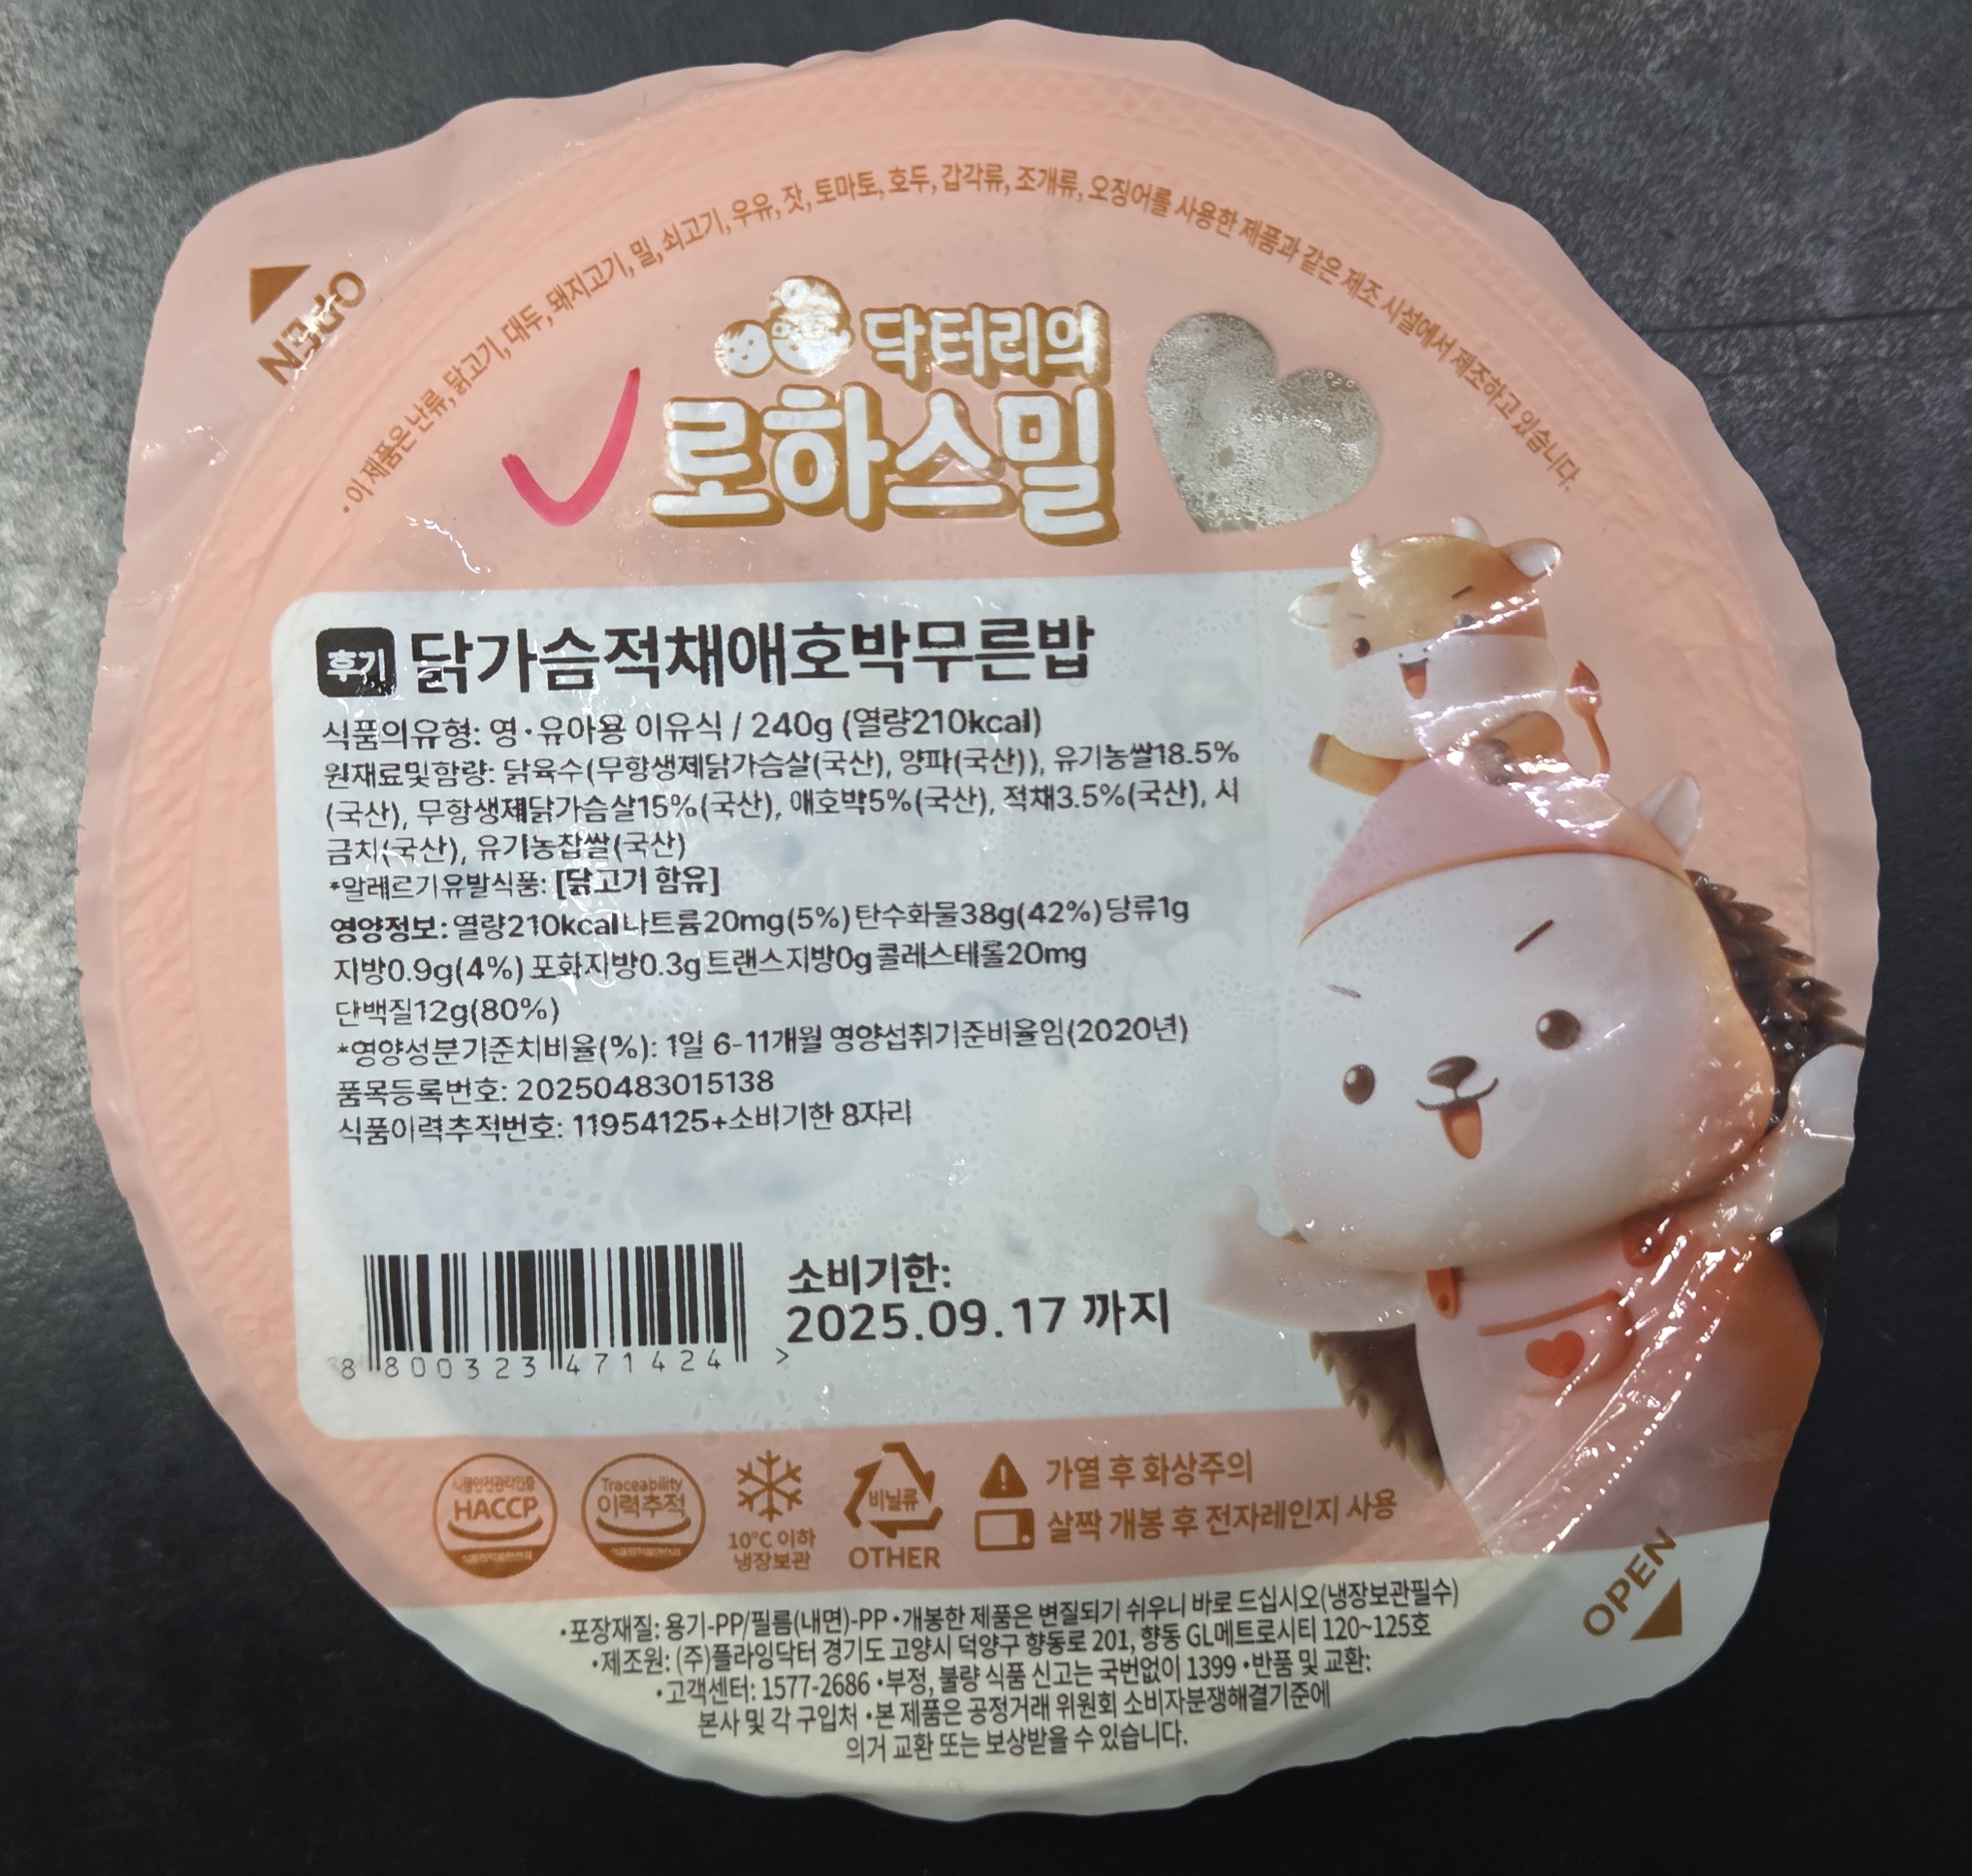 OPEN
•이 제품은 난류, 닭고기, 대두, 돼지고기, 밀, 쇠고기, 우유, 잣, 토마토, 호두, 갑각류, 조개류, 오징어를 사용한 제품과 같은 제조 시설에서 제조하고 있습니다.
닥터리의
로하스밀
후기 닭가슴적채애호박무른밥
식품의유형: 영·유아용 이유식 / 240g (열량210kcal)
원재료및함량: 닭육수(무항생제닭가슴살(국산), 양파(국산)), 유기농쌀18.5%
(국산), 무항생제닭가슴살15%(국산), 애호박5%(국산), 적채3.5%(국산), 시
금치(국산), 유기농찹쌀(국산)
*알레르기유발식품: [닭고기 함유]
영양정보: 열량210kcal나트륨20mg(5%)탄수화물38g(42%)당류1g
지방0.9g(4%)포화지방0.3g트랜스지방0g콜레스테롤20mg
단백질12g(80%)
*영양성분기준치비율(%): 1일 6-11개월 영양섭취기준비율임(2020년)
품목등록번호: 20250483015138
식품이력추적번호: 11954125+소비기한 8자리
소비기한:
2025.09.17 까지
8 800323 471424 >
식품안전관리인증
HACCP
Traceability
이력추적
10°C 이하
냉장보관
비닐류
OTHER
가열 후 화상주의
살짝 개봉 후 전자레인지 사용
OPEN
•포장재질: 용기-PP/필름(내면)-PP •개봉한 제품은 변질되기 쉬우니 바로 드십시오(냉장보관필수)
•제조원: (주)플라잉닥터 경기도 고양시 덕양구 향동로 201, 향동 GL메트로시티 120~125호
•고객센터: 1577-2686 •부정, 불량 식품 신고는 국번없이 1399 •반품 및 교환:
본사 및 각 구입처 •본 제품은 공정거래 위원회 소비자분쟁해결기준에
의거 교환 또는 보상받을 수 있습니다.